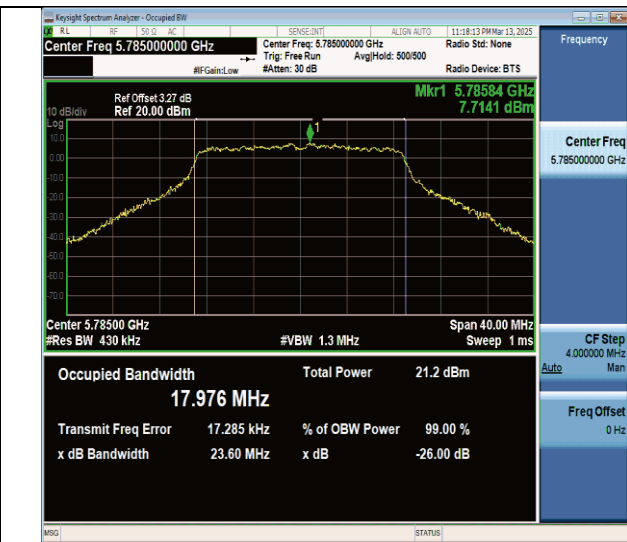 Keysight Spectrum Analyzer - Occupied BW
RL RF 50 Ω AC SENSE:INT ALIGN AUTO 11:18:13 PM Mar 13, 2025
Center Freq 5.785000000 GHz
Center Freq: 5.785000000 GHz Radio Std: None
Trig: Free Run Avg|Hold: 500/500
#IFGain:Low #Atten: 30 dB Radio Device: BTS
Frequency
Ref Offset 3.27 dB Mkr1 5.78584 GHz
10 dB/div Ref 20.00 dBm 7.7141 dBm
Log
10.0
0.00
-10.0
-20.0
-30.0
-40.0
-50.0
-60.0
-70.0
1
Center Freq
5.785000000 GHz
Center 5.78500 GHz Span 40.00 MHz
#Res BW 430 kHz #VBW 1.3 MHz Sweep 1 ms
CF Step
4.000000 MHz
Auto Man
Occupied Bandwidth Total Power 21.2 dBm
17.976 MHz
Transmit Freq Error 17.285 kHz % of OBW Power 99.00 %
x dB Bandwidth 23.60 MHz x dB -26.00 dB
Freq Offset
0 Hz
MSG STATUS